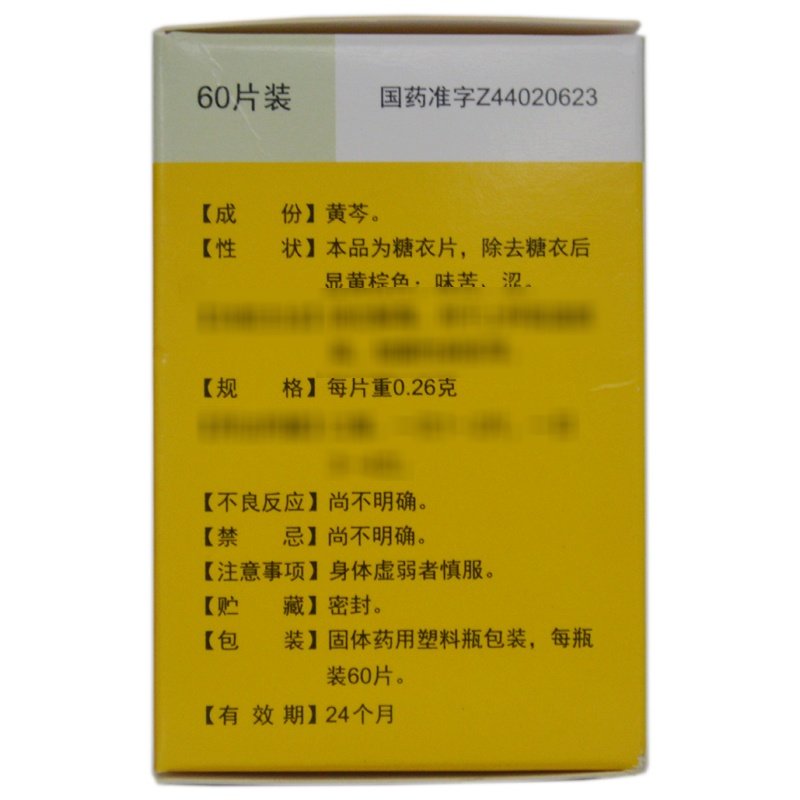 60片装
国药准字Z44020623
【成 份】黄芩。
【性 状】本品为糖衣片，除去糖衣后
显黄棕色；味苦、涩。
【规 格】每片重0.26克
【不良反应】尚不明确。
【禁 忌】尚不明确。
【注意事项】身体虚弱者慎服。
【贮 藏】密封。
【包 装】固体药用塑料瓶包装，每瓶
装60片。
【有 效 期】24个月